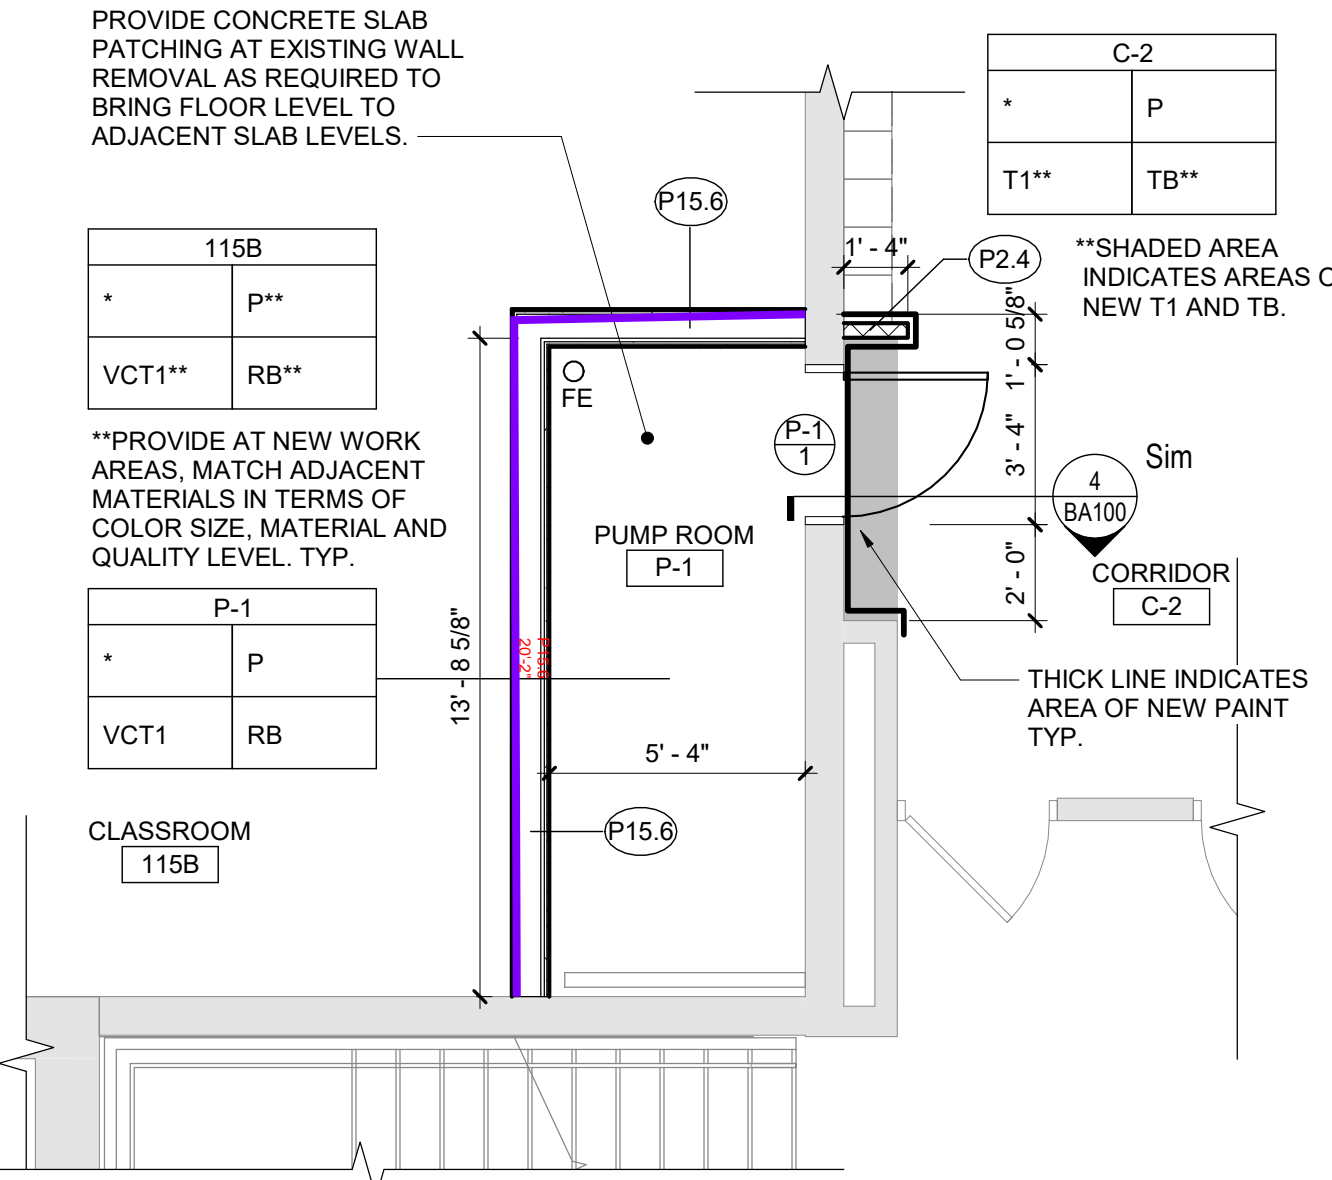 PROVIDE CONCRETE SLAB
PATCHING AT EXISTING WALL
REMOVAL AS REQUIRED TO
BRING FLOOR LEVEL TO
ADJACENT SLAB LEVELS.
C-2
* P
T1** TB**
**SHADED AREA
INDICATES AREAS O
NEW T1 AND TB.
P15.6
1' - 4"
P2.4
115B
* P**
VCT1** RB**
**PROVIDE AT NEW WORK
AREAS, MATCH ADJACENT
MATERIALS IN TERMS OF
COLOR SIZE, MATERIAL AND
QUALITY LEVEL. TYP.
FE
P-1
1
1' - 0 5/8"
3' - 4"
2' - 0"
4
BA100
Sim
PUMP ROOM
P-1
CORRIDOR
C-2
P-1
* P
VCT1 RB
13' - 8 5/8"
P15.6
20'-2"
THICK LINE INDICATES
AREA OF NEW PAINT
TYP.
5' - 4"
P15.6
CLASSROOM
115B